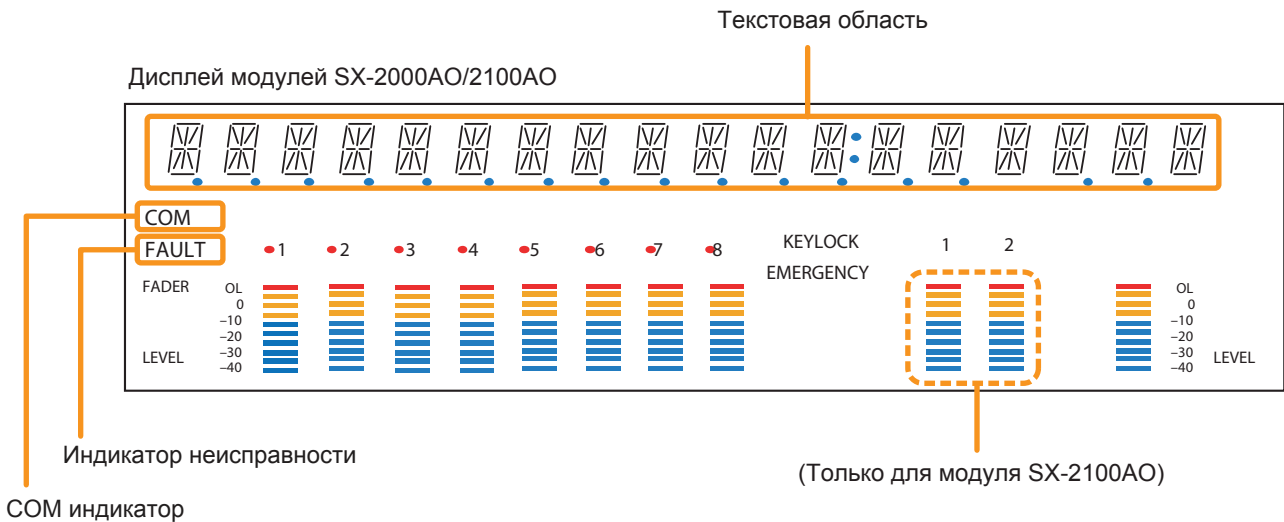 Текстовая область
Дисплей модулей SX-2000AO/2100AO
COM
FAULT 1 2 3 4 5 6 7 8 KEYLOCK 1 2
EMERGENCY
FADER OL OL
0 0
–10 –10
–20 –20
–30 –30
LEVEL –40 –40 LEVEL
Индикатор неисправности
(Только для модуля SX-2100AO)
COM индикатор